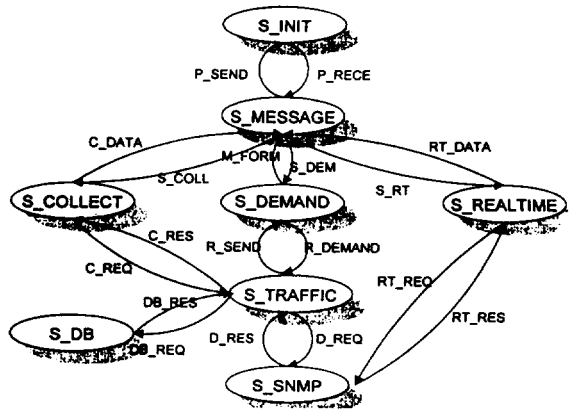 S_INIT
P_SEND P_RECE
S_MESSAGE
C_DATA RT_DATA
M_FORM
S_COLL S_DEM S_RT
S_COLLECT S_DEMAND S_REALTIME
C_RES
R_SEND R_DEMAND
C_REQ RT_REQ
S_TRAFFIC
DB_RES RT_RES
S_DB
DB_REQ D_RES D_REQ
S_SNMP